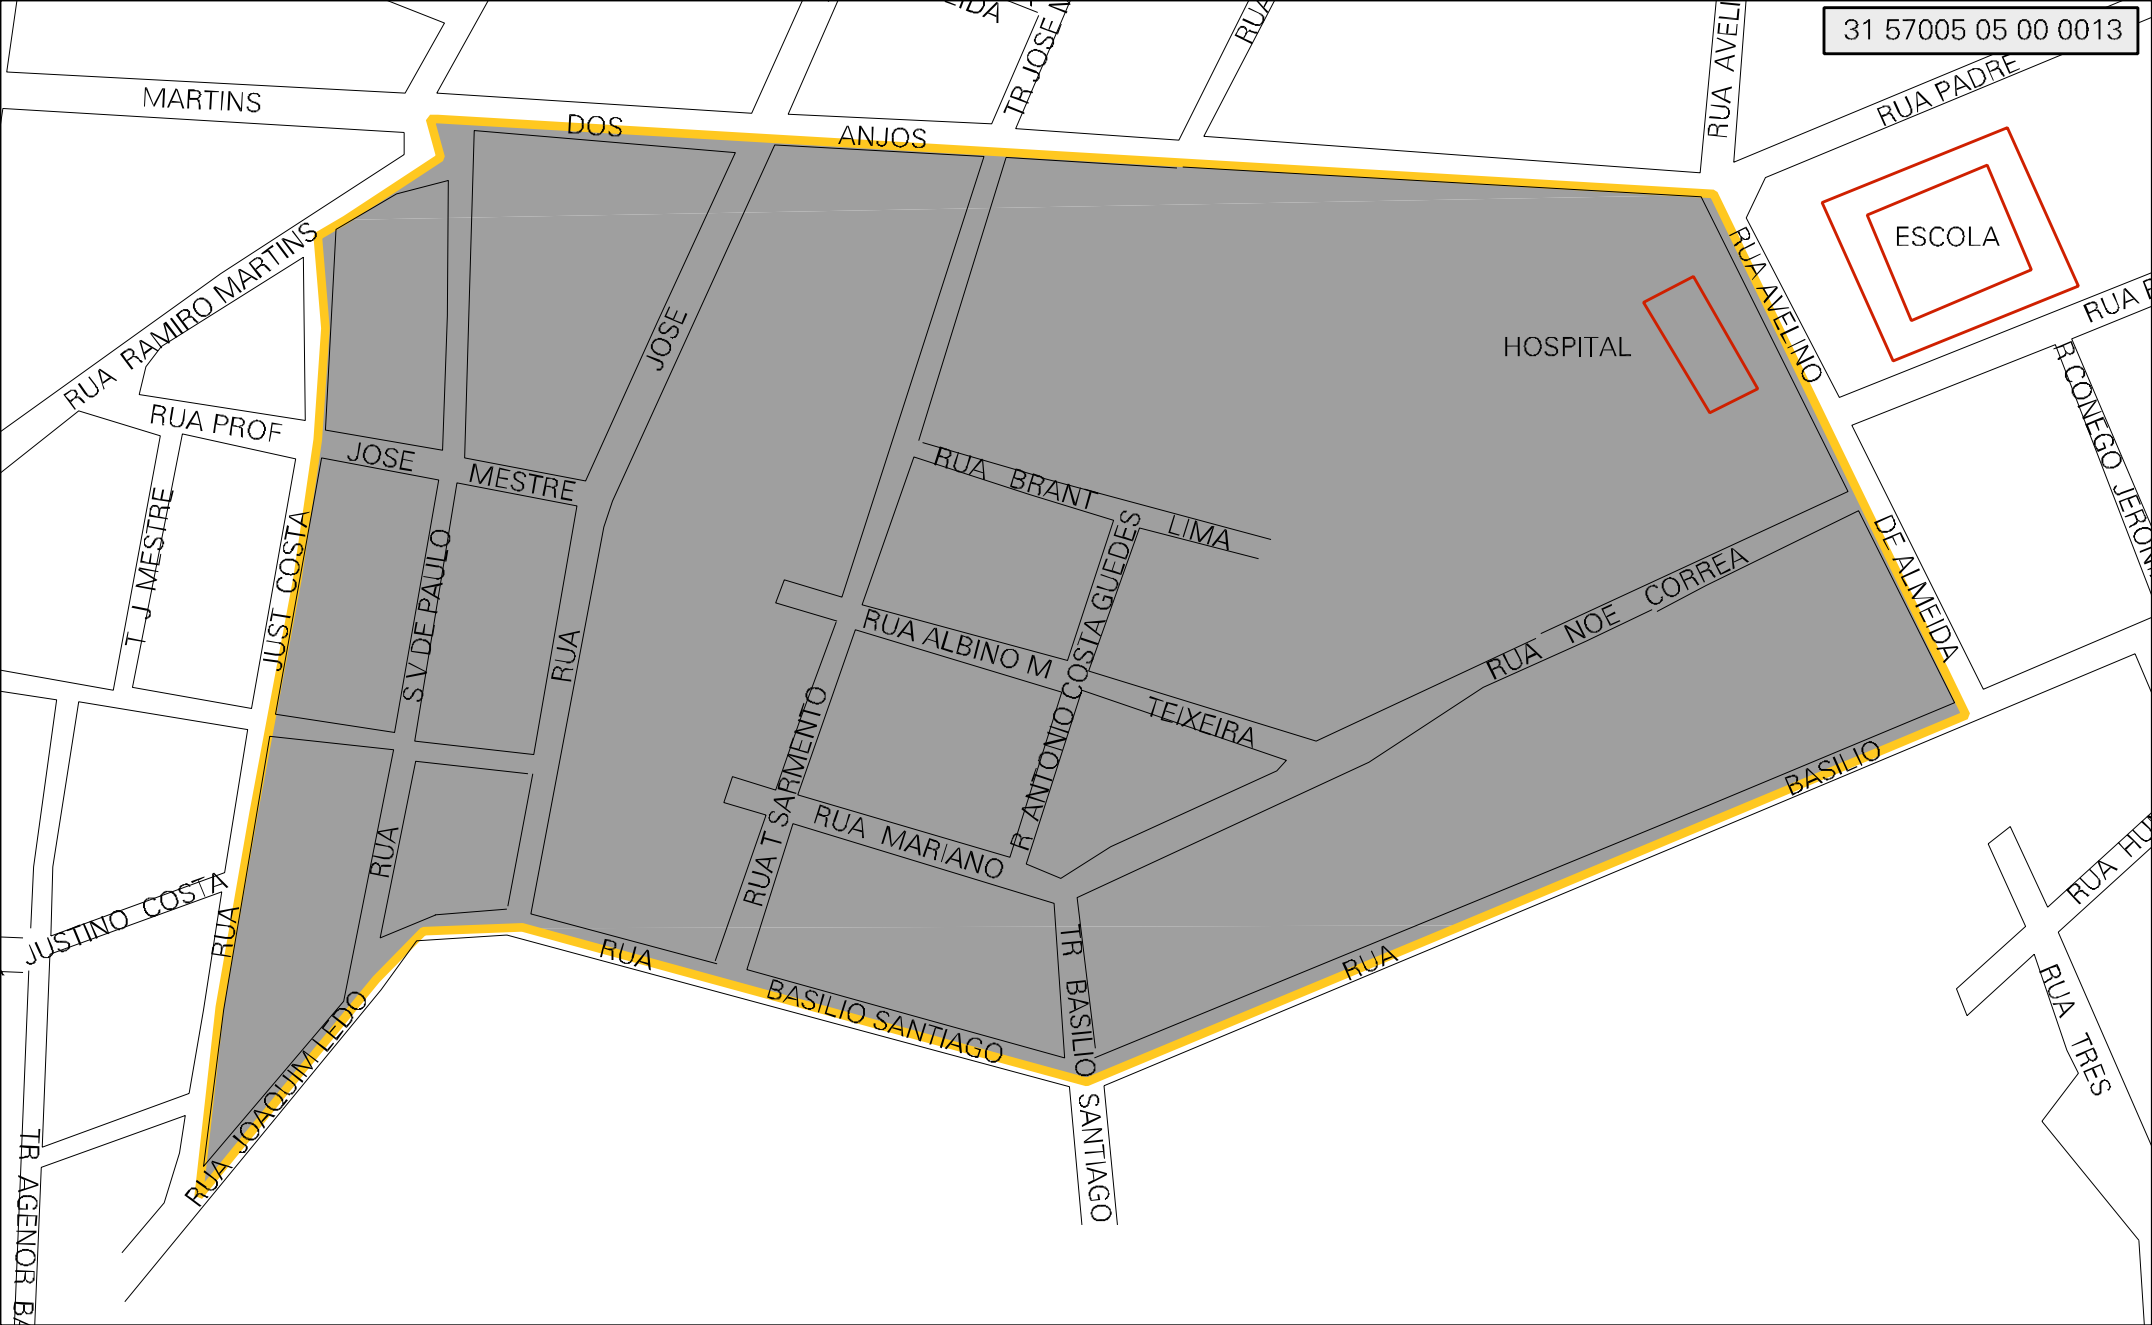 31 57005 05 00 0013
MARTINS DOS ANJOS
TR JOSE
RUA
RUA AVELI
RUA PADRE
ESCOLA
HOSPITAL
RUA AVELINO DE ALMEIDA
R CONEGO JERON
RUA RAMIRO MARTINS
RUA PROF JOSE MESTRE
T J MESTRE
RUA JUST COSTA
RUA S V DE PAULO
RUA JOSE
RUA BRANT LIMA
RUA ALBINO M TEIXEIRA
R ANTONIO COSTA GUEDES
RUA T SARMENTO
RUA MARIANO
RUA NOE CORREA
JUSTINO COSTA
RUA JOAQUIM LEDO
RUA BASILIO SANTIAGO
TR BASILIO SANTIAGO
RUA BASILIO
RUA HU
RUA TRES
TR AGENOR BA